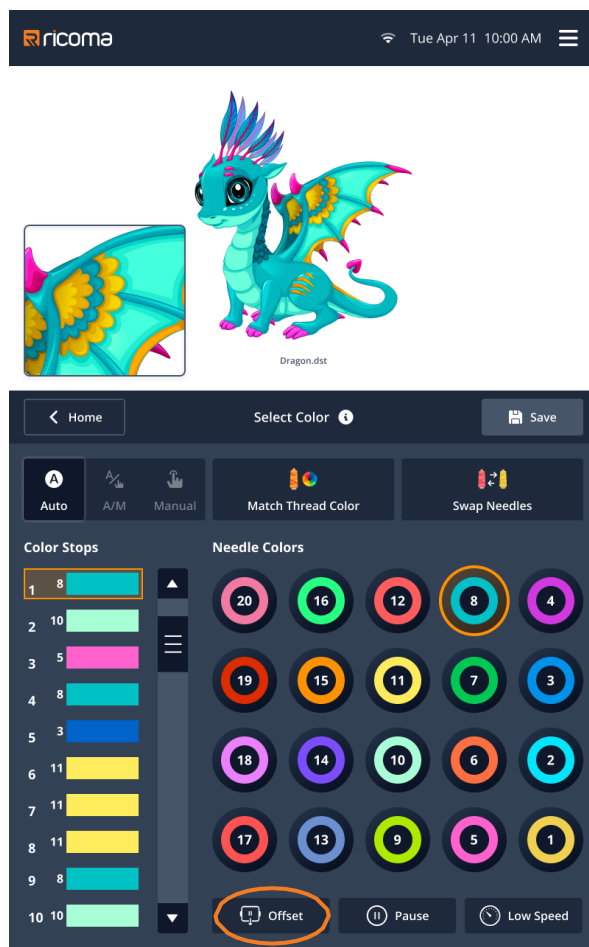 ricoma
Tue Apr 11 10:00 AM
Dragon.dst
Home
Select Color
Save
A
Auto
A/M
Manual
Match Thread Color
Swap Needles
Color Stops
Needle Colors
1 8
2 10
3 5
4 8
5 3
6 11
7 11
8 11
9 8
10 10
20 16 12 8 4
19 15 11 7 3
18 14 10 6 2
17 13 9 5 1
Offset
Pause
Low Speed